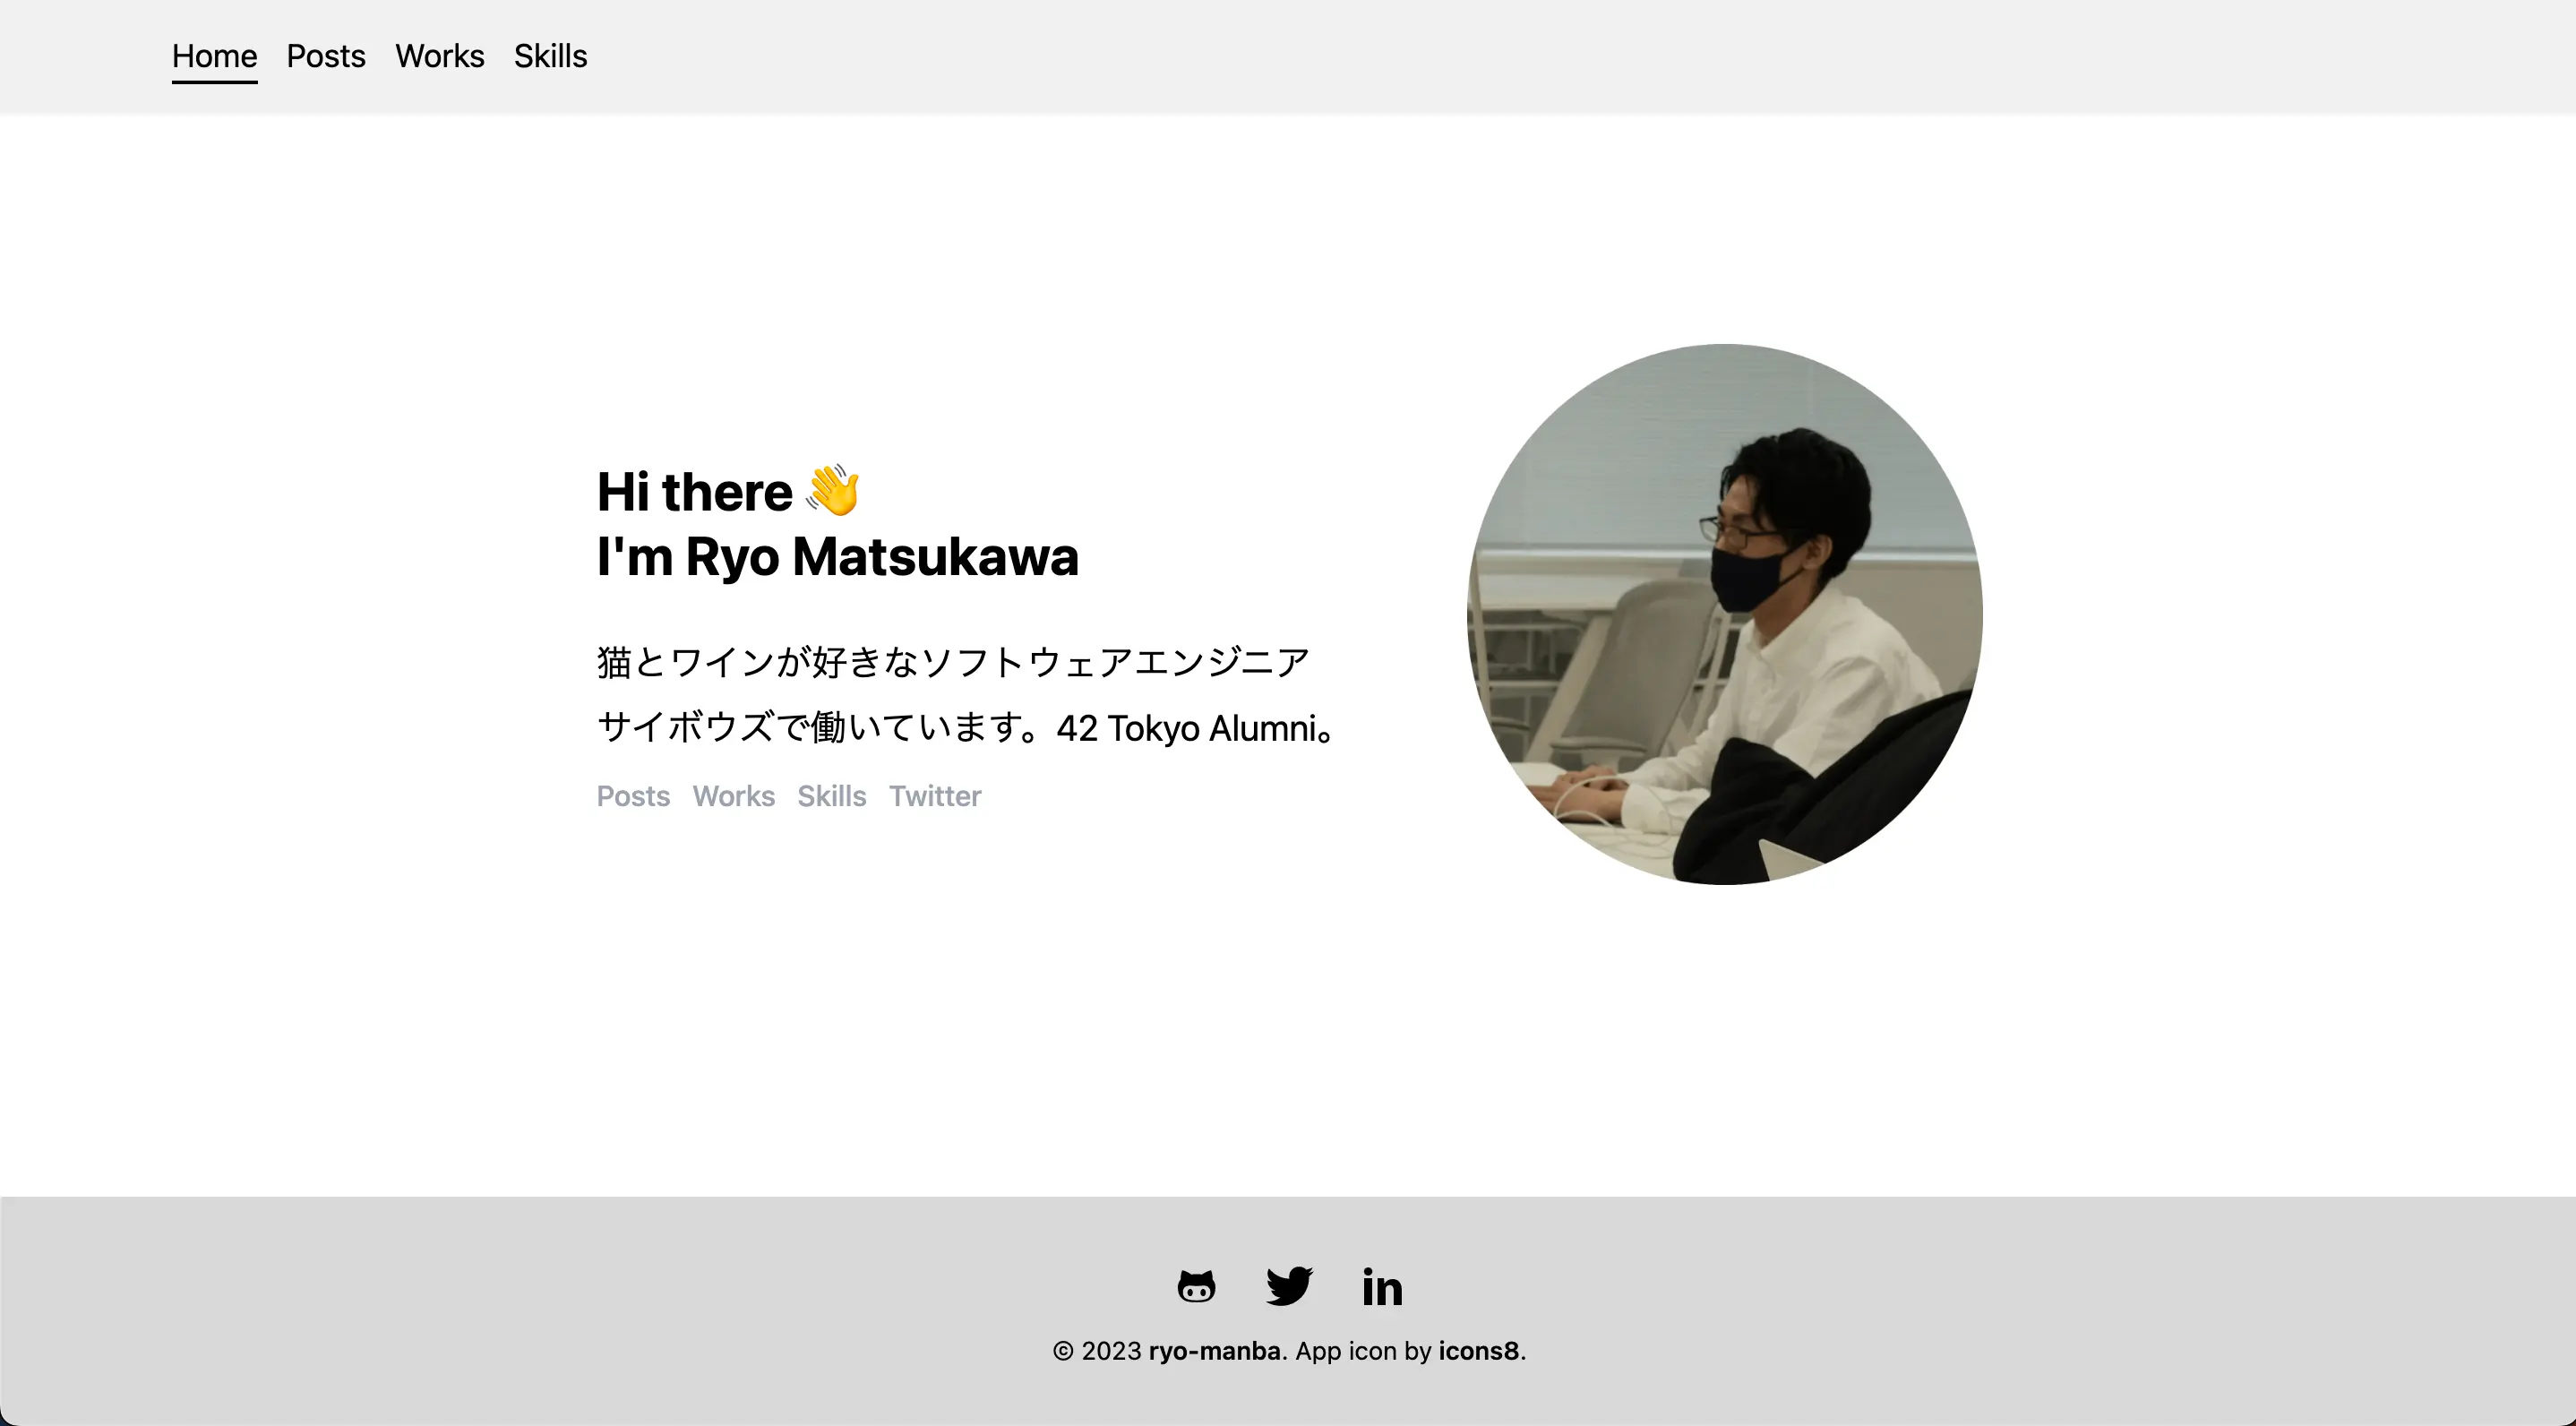 Home Posts Works Skills
Hi there 👋
I'm Ryo Matsukawa
猫とワインが好きなソフトウェアエンジニア
サイボウズで働いています。42 Tokyo Alumni。
Posts Works Skills Twitter
in
© 2023 ryo-manba. App icon by icons8.